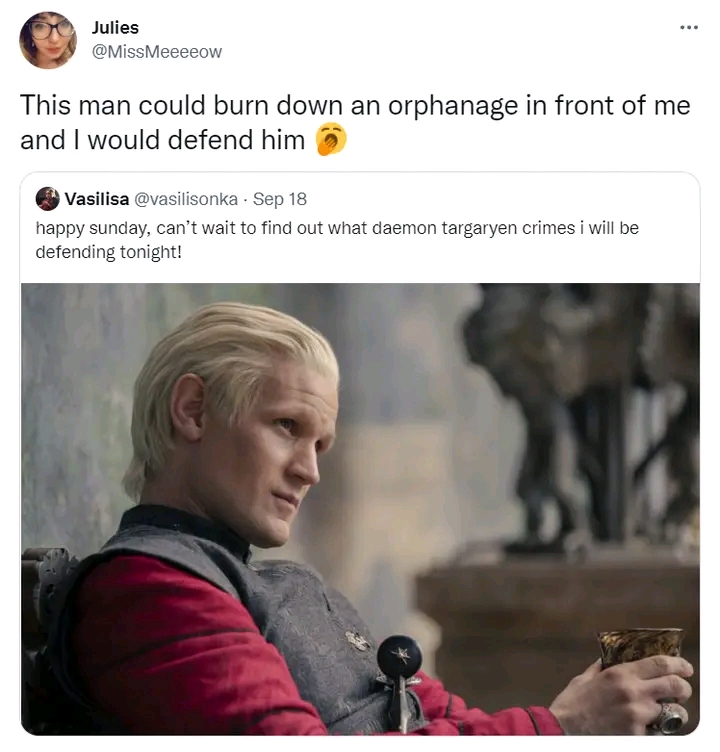 Julies
@MissMeeeeow
This man could burn down an orphanage in front of me
and I would defend him 🥱
Vasilisa @vasilisonka · Sep 18
happy sunday, can’t wait to find out what daemon targaryen crimes i will be
defending tonight!